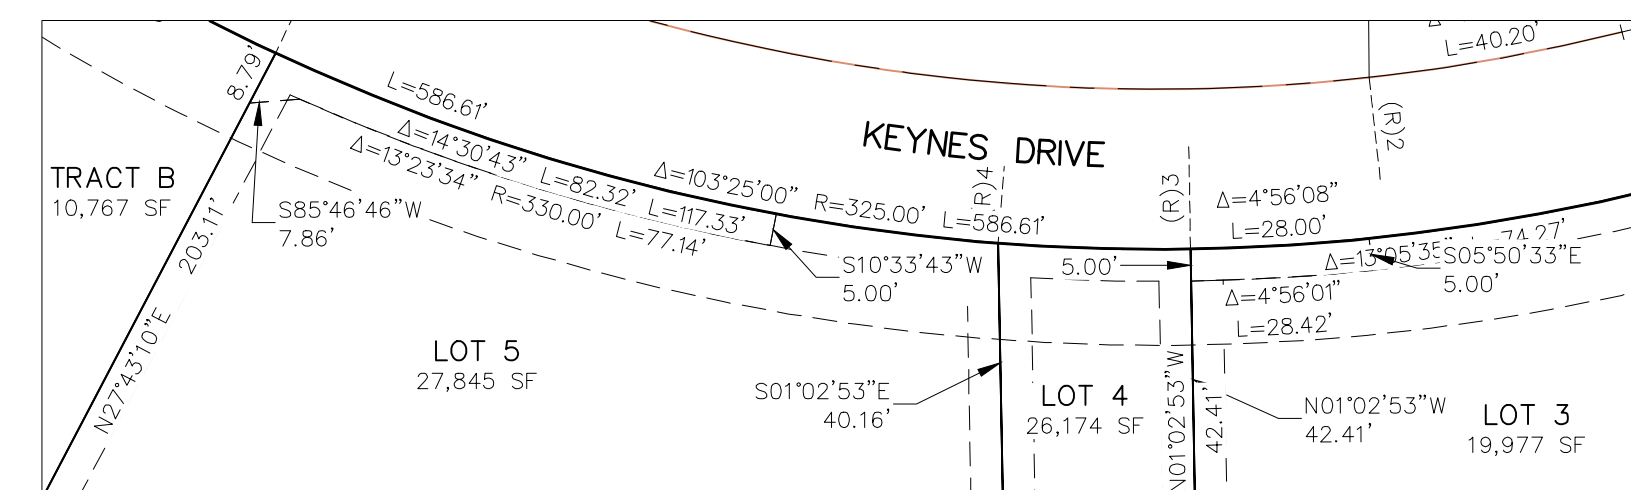 L=40.20'
8.79'
L=586.61'
KEYNES DRIVE
(R)2
Δ=14°30'43" L=82.32' L=117.33'
Δ=13°23'34" R=330.00' L=77.14'
Δ=103°25'00" R=325.00' L=586.61'
R)4
(R)3
Δ=4°56'08"
L=28.00'
74.27'
TRACT B
10,767 SF
S85°46'46"W
7.86'
203.11'
N27°43'10"E
S10°33'43"W
5.00'
5.00'
Δ=13°05'35"
S05°50'33"E
5.00'
Δ=4°56'01"
L=28.42'
LOT 5
27,845 SF
S01°02'53"E
40.16'
LOT 4
26,174 SF
N01°02'53"W
42.41'
N01°02'53"W
42.41'
LOT 3
19,977 SF